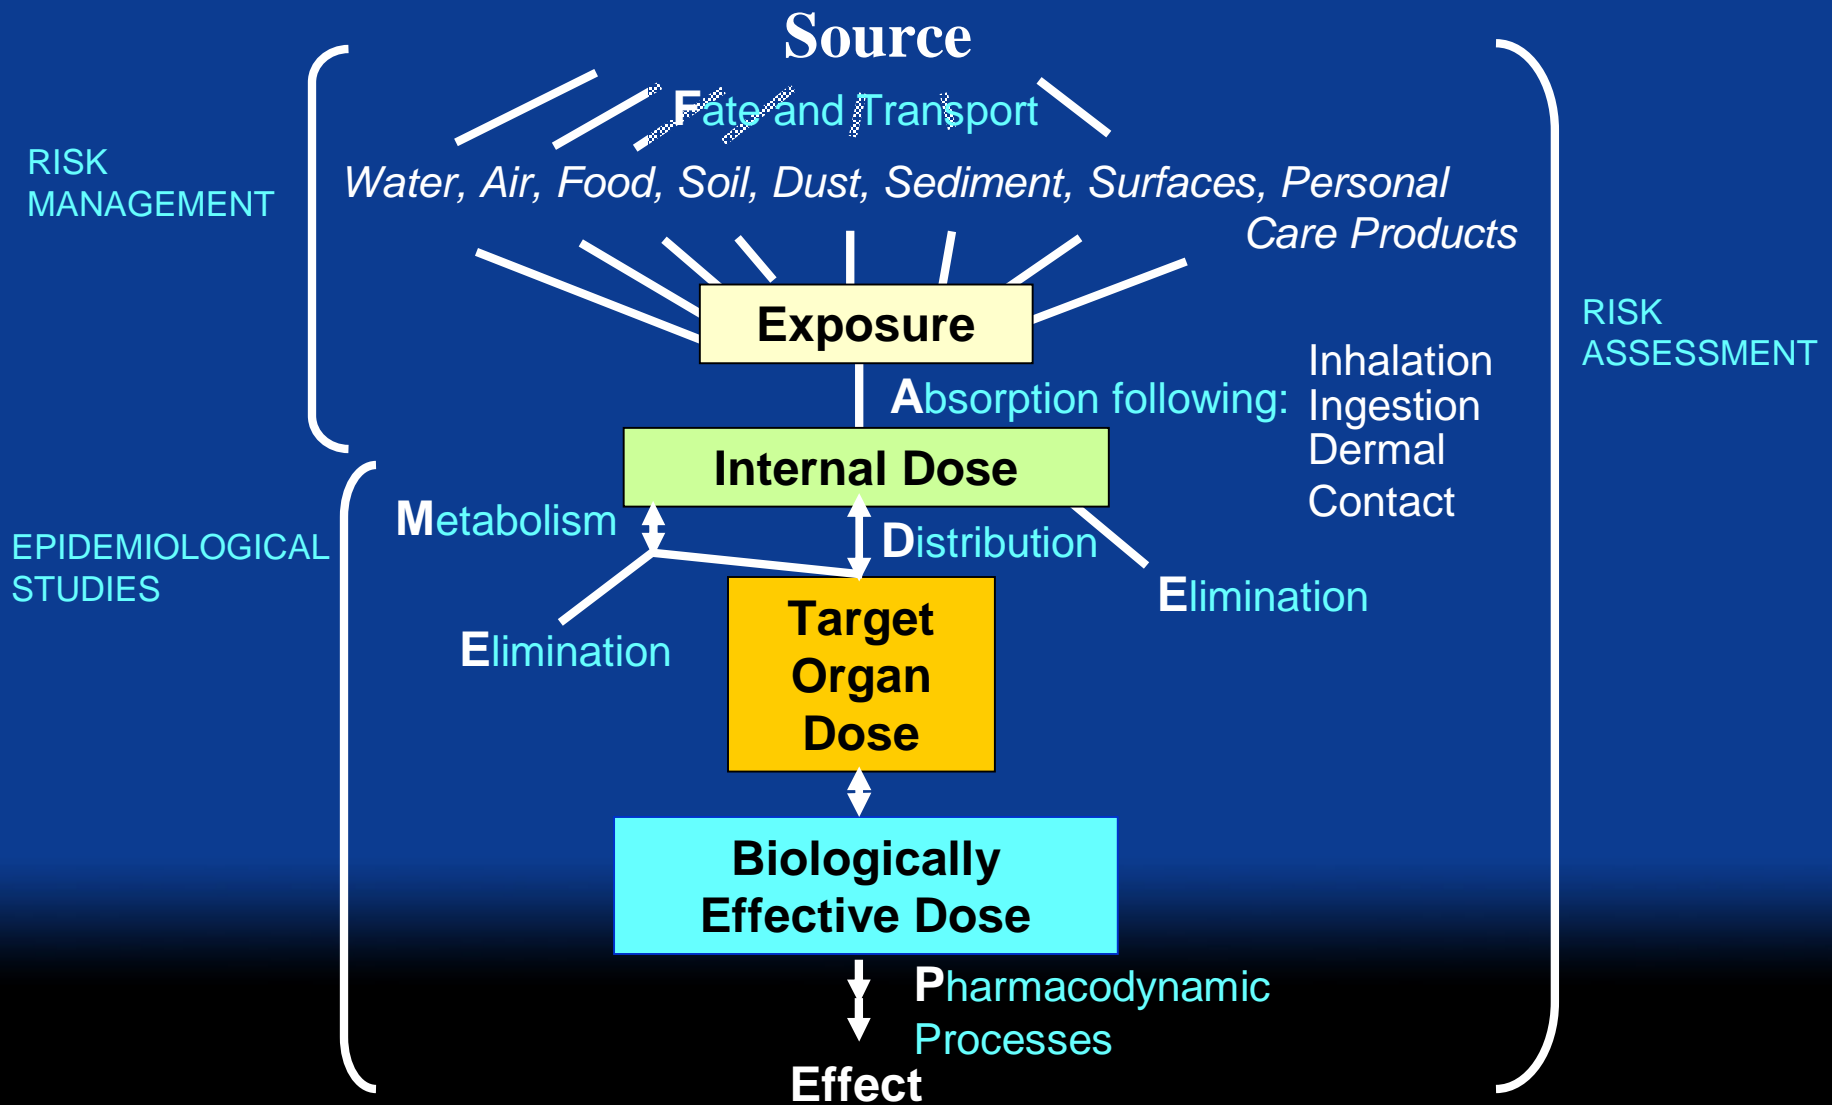 Source
Fate and Transport
RISK
MANAGEMENT
Water, Air, Food, Soil, Dust, Sediment, Surfaces, Personal
Care Products
Exposure
RISK
ASSESSMENT
Absorption following:
Inhalation
Ingestion
Dermal
Contact
Internal Dose
Metabolism
Distribution
EPIDEMIOLOGICAL
STUDIES
Elimination
Elimination
Target
Organ
Dose
Biologically
Effective Dose
Pharmacodynamic
Processes
Effect